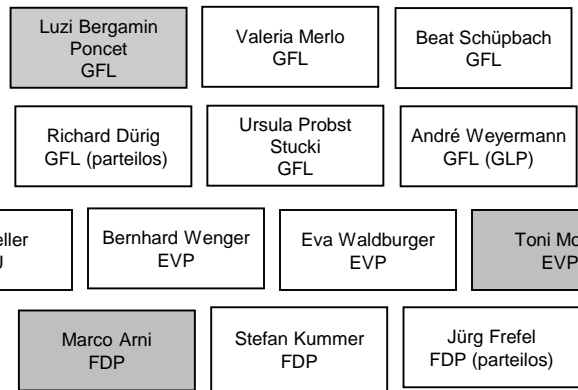 Luzi Bergamin
Poncet
GFL
Valeria Merlo
GFL
Beat Schüpbach
GFL
Richard Dürig
GFL (parteilos)
Ursula Probst
Stucki
GFL
André Weyermann
GFL (GLP)
Bernhard Wenger
EVP
Eva Waldburger
EVP
Toni
EVP
Marco Arni
FDP
Stefan Kummer
FDP
Jürg Frefel
FDP (parteilos)